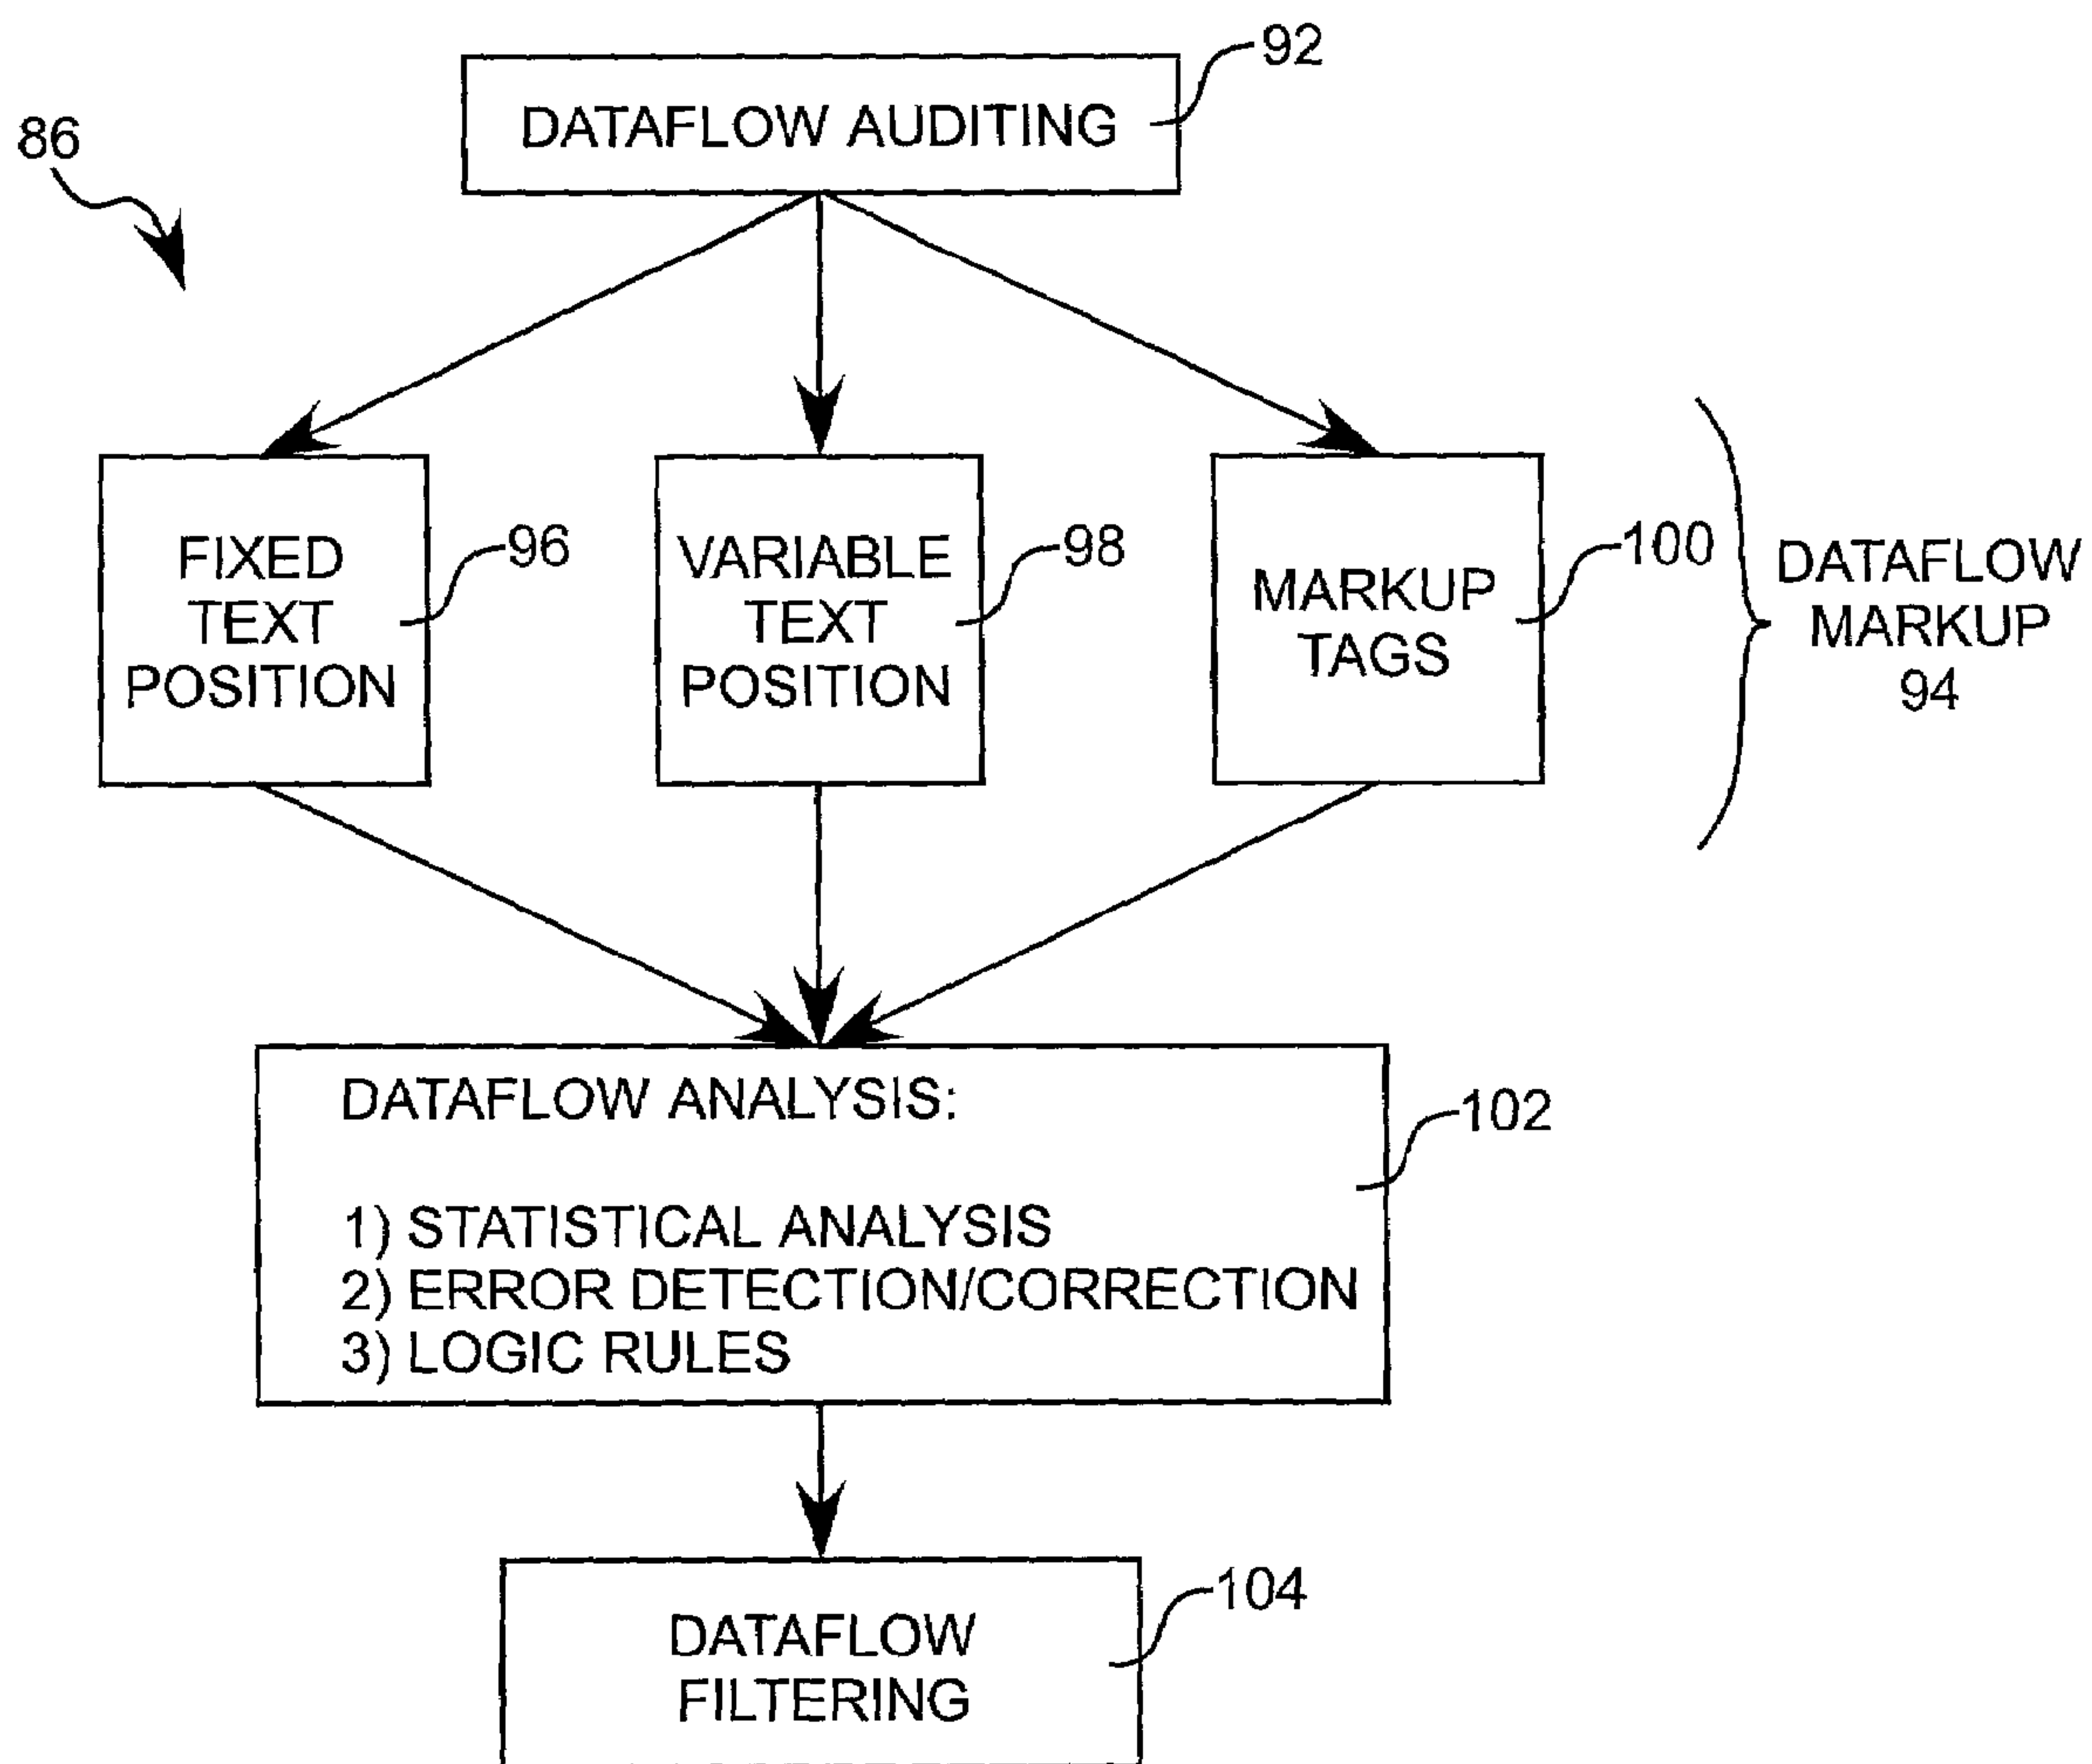 92
DATAFLOW AUDITING
86
FIXED
TEXT
POSITION
96
VARIABLE
TEXT
POSITION
98
MARKUP
TAGS
100
DATAFLOW
MARKUP
94
DATAFLOW ANALYSIS:
102
1) STATISTICAL ANALYSIS
2) ERROR DETECTION/CORRECTION
3) LOGIC RULES
104
DATAFLOW
FILTERING